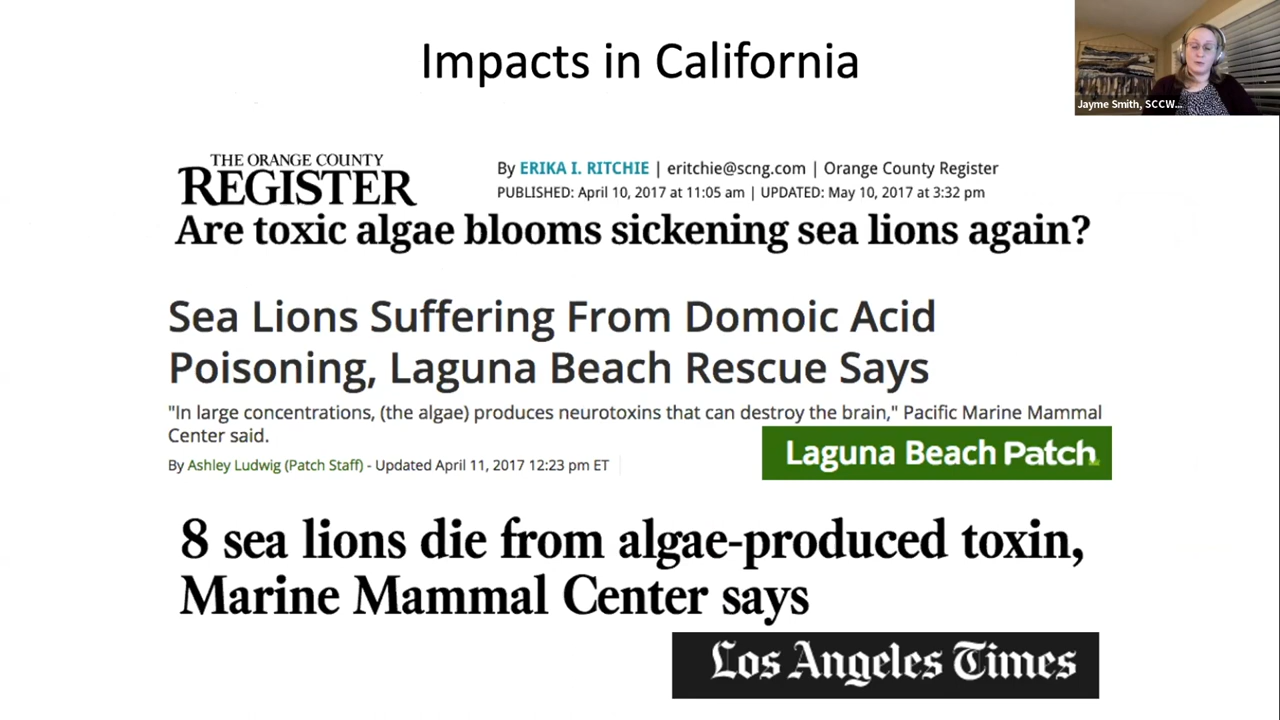 Impacts in California
Jayme Smith, SCCW...
THE ORANGE COUNTY
REGISTER
By ERIKA I. RITCHIE | eritchie@scng.com | Orange County Register
PUBLISHED: April 10, 2017 at 11:05 am | UPDATED: May 10, 2017 at 3:32 pm
Are toxic algae blooms sickening sea lions again?
Sea Lions Suffering From Domoic Acid
Poisoning, Laguna Beach Rescue Says
"In large concentrations, (the algae) produces neurotoxins that can destroy the brain," Pacific Marine Mammal
Center said.
By Ashley Ludwig (Patch Staff) - Updated April 11, 2017 12:23 pm ET
Laguna Beach Patch
8 sea lions die from algae-produced toxin,
Marine Mammal Center says
Los Angeles Times